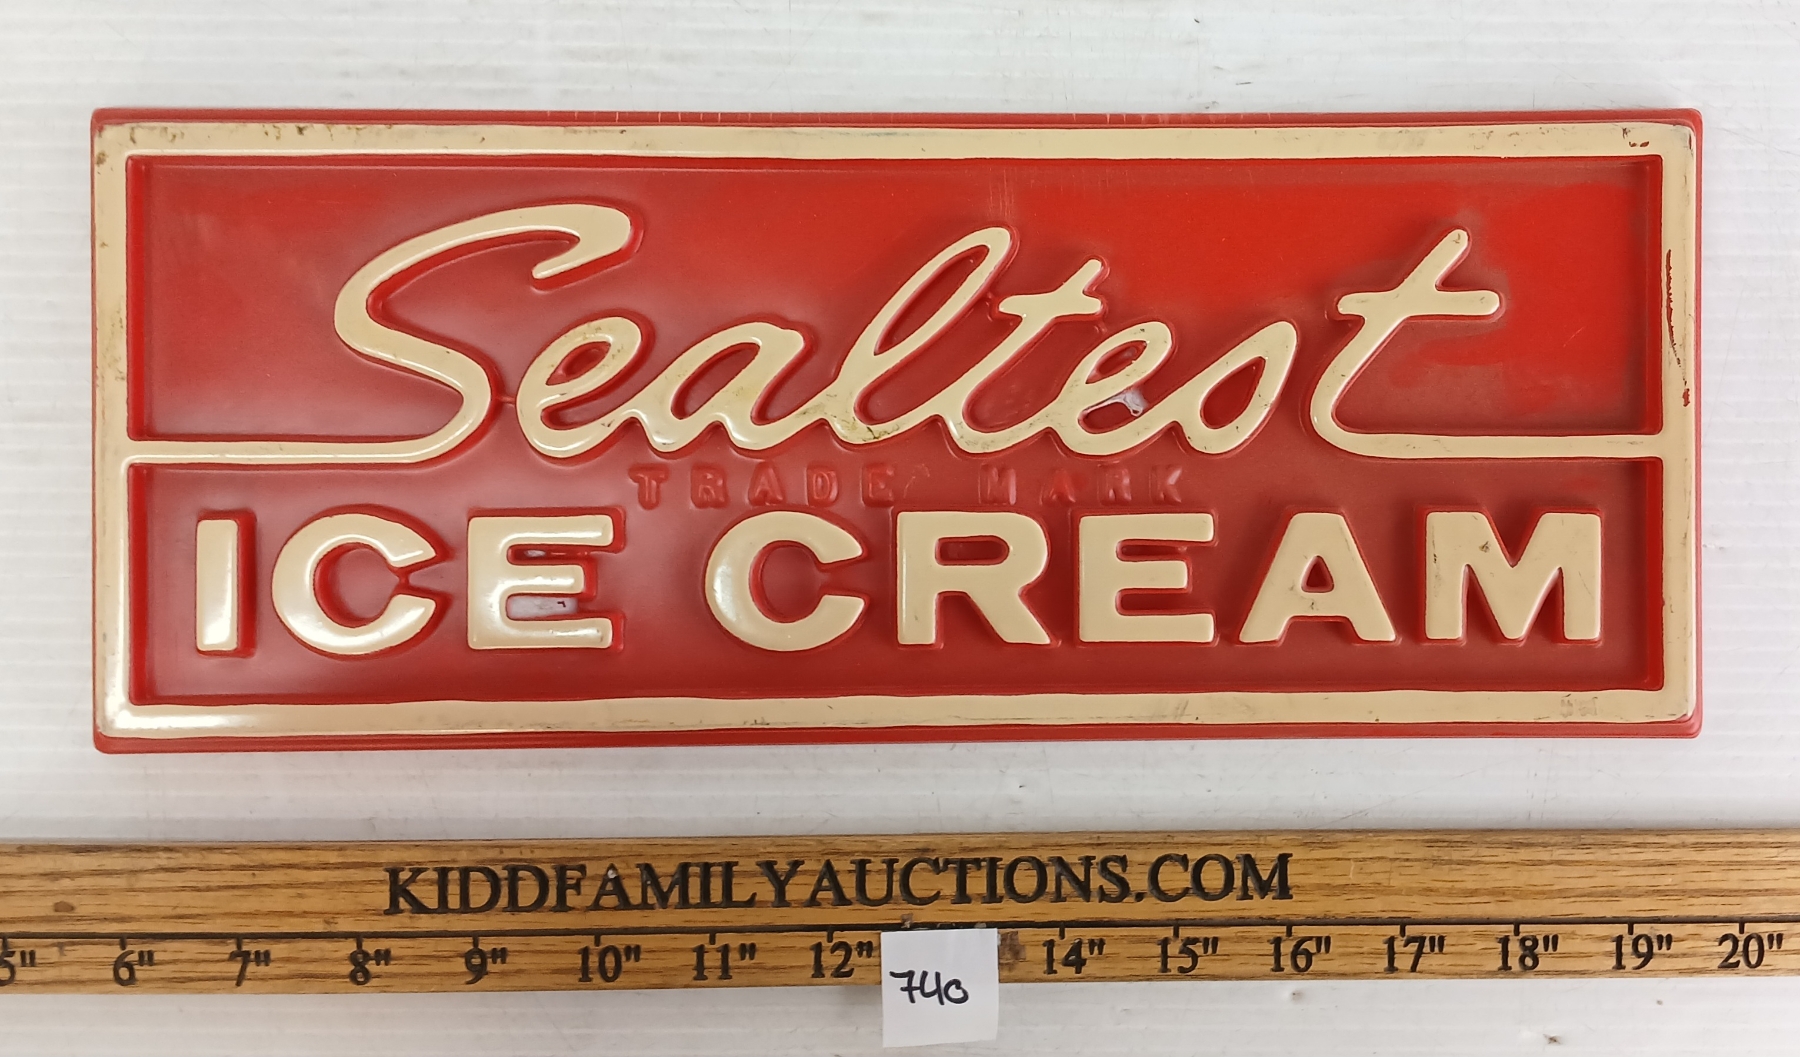 Sealtest
TRADE MARK
ICE CREAM
KIDDFAMILYAUCTIONS.COM
5" 6" 7" 8" 9" 10" 11" 12" 14" 15" 16" 17" 18" 19" 20"
740